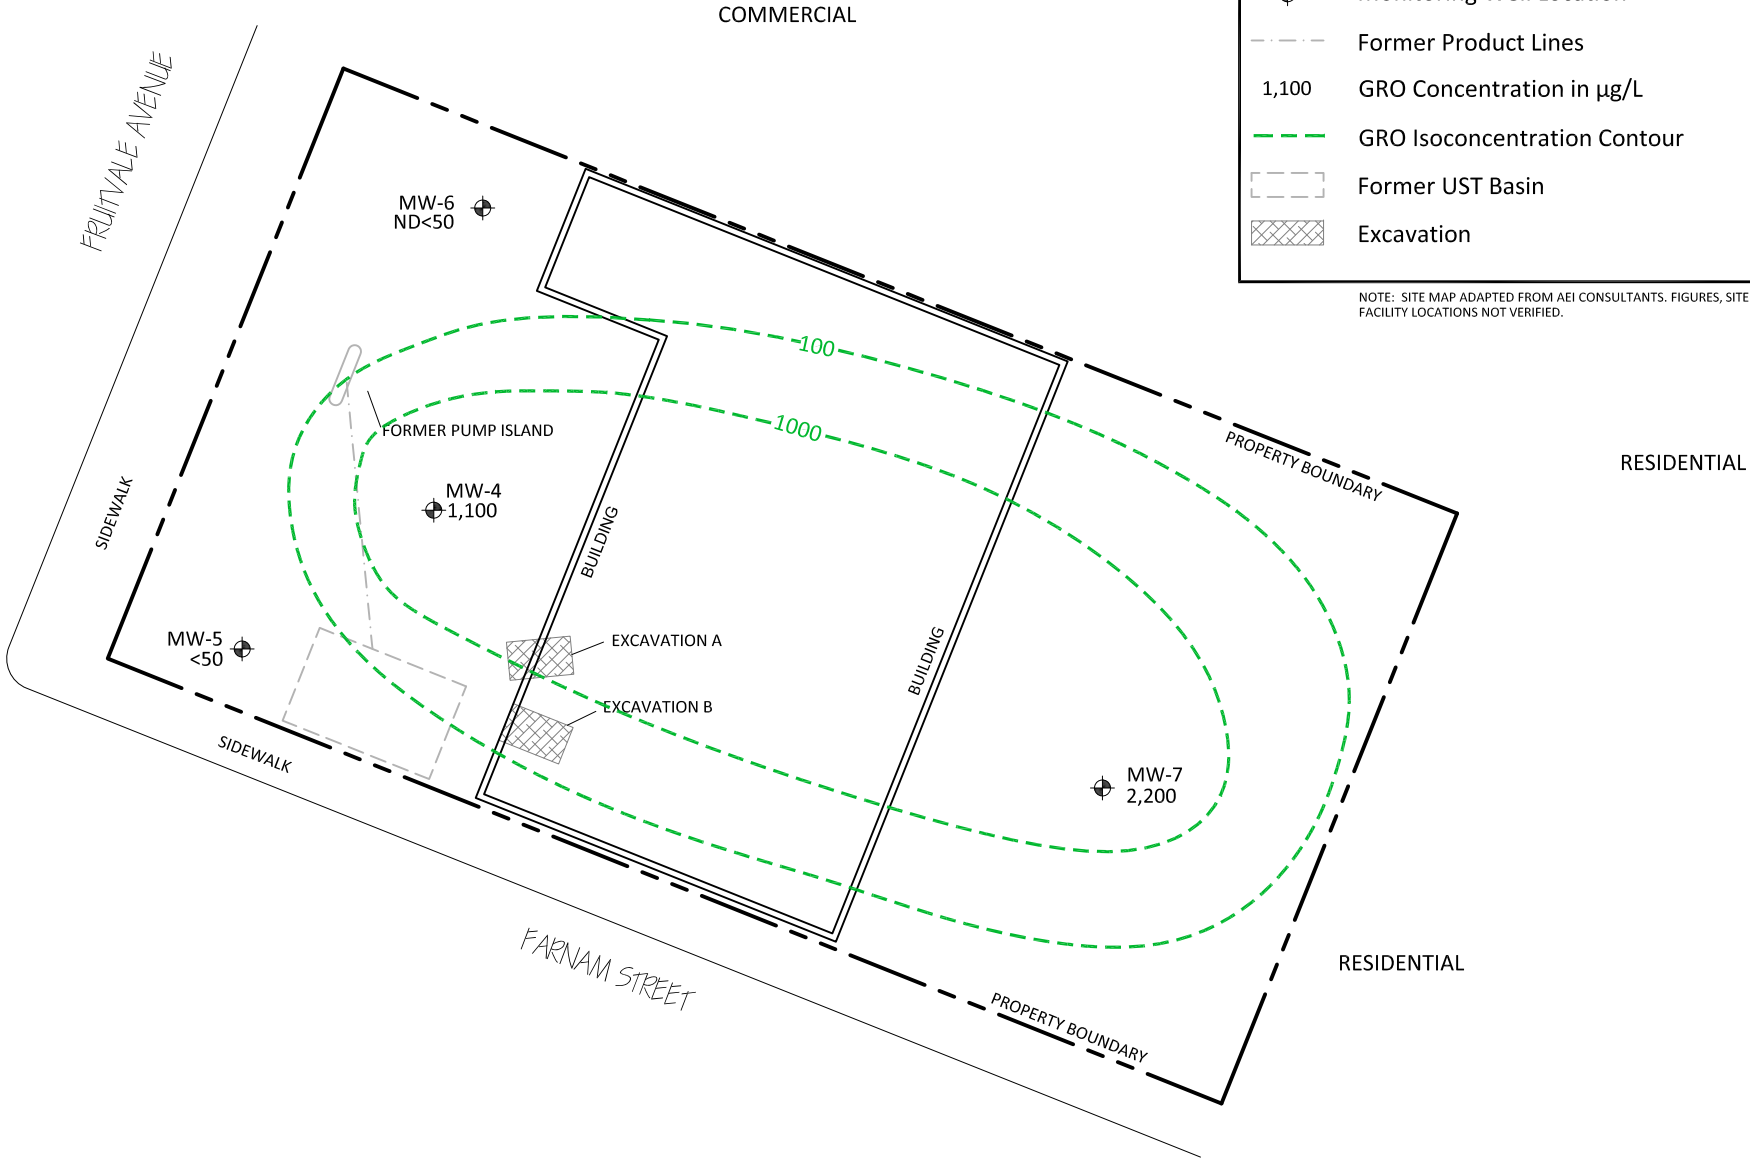 COMMERCIAL
Monitoring Well Location
Former Product Lines
1,100 GRO Concentration in µg/L
GRO Isoconcentration Contour
Former UST Basin
Excavation
NOTE: SITE MAP ADAPTED FROM AEI CONSULTANTS. FIGURES, SITE
FACILITY LOCATIONS NOT VERIFIED.
FRUITVALE AVENUE
MW-6
ND<50
100
1000
FORMER PUMP ISLAND
PROPERTY BOUNDARY
RESIDENTIAL
MW-4
1,100
SIDEWALK
BUILDING
MW-5
<50
EXCAVATION A
BUILDING
EXCAVATION B
SIDEWALK
MW-7
2,200
FARNAM STREET
RESIDENTIAL
PROPERTY BOUNDARY